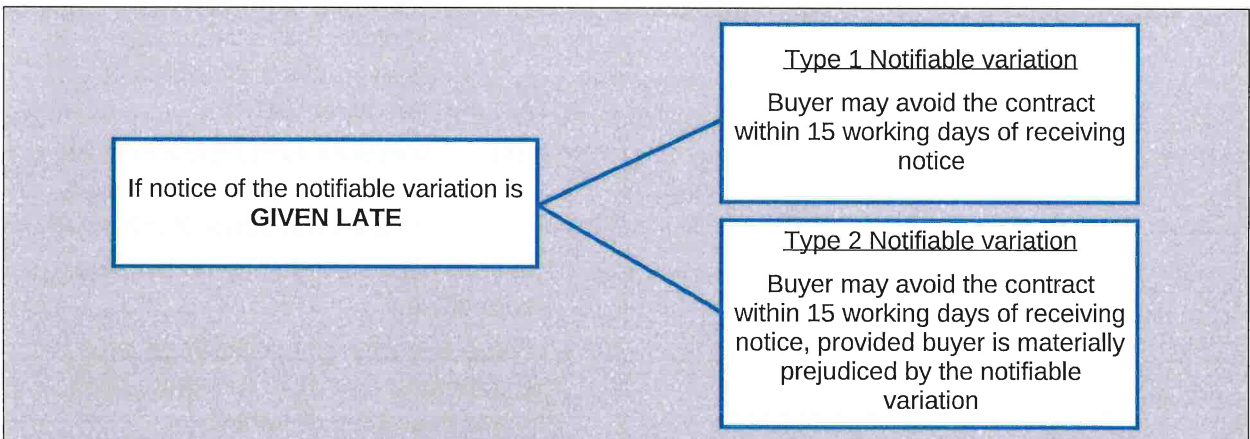 If notice of the notifiable variation is
GIVEN LATE
Type 1 Notifiable variation
Buyer may avoid the contract
within 15 working days of receiving
notice
Type 2 Notifiable variation
Buyer may avoid the contract
within 15 working days of receiving
notice, provided buyer is materially
prejudiced by the notifiable
variation